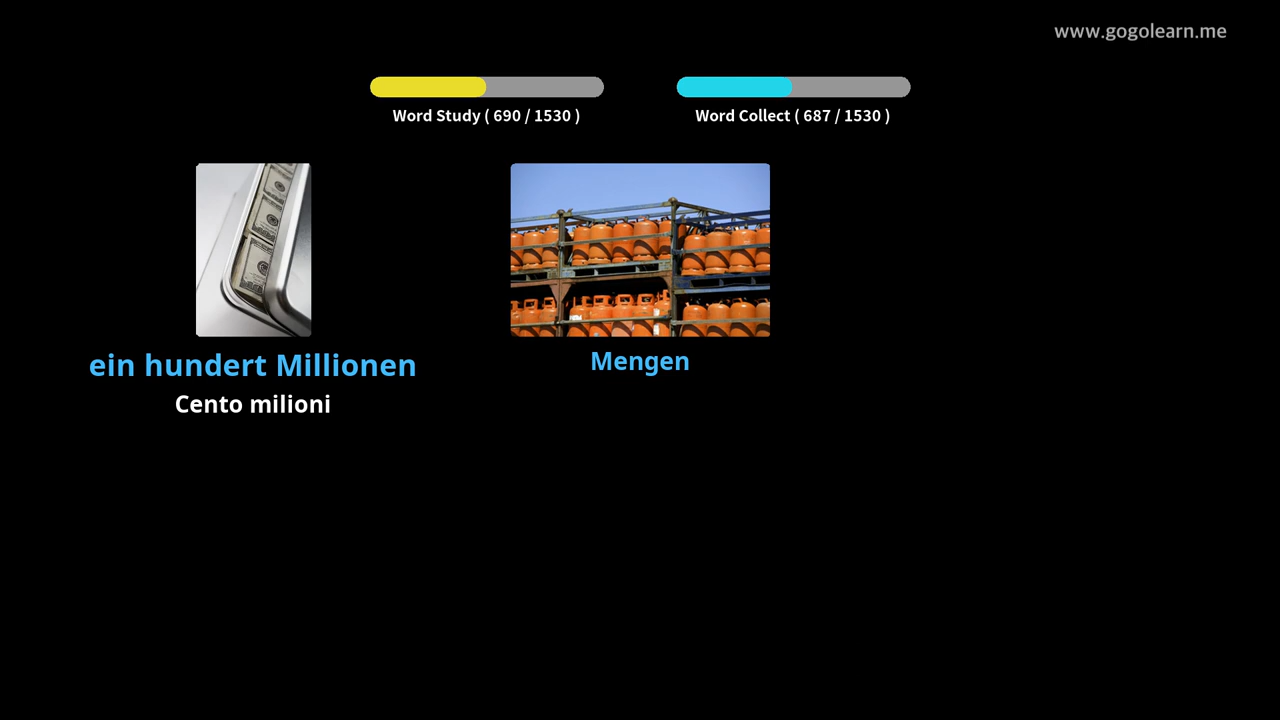 www.gogolearn.me
Word Study ( 690 / 1530 )
Word Collect ( 687 / 1530 )
ein hundert Millionen
Cento milioni
Mengen